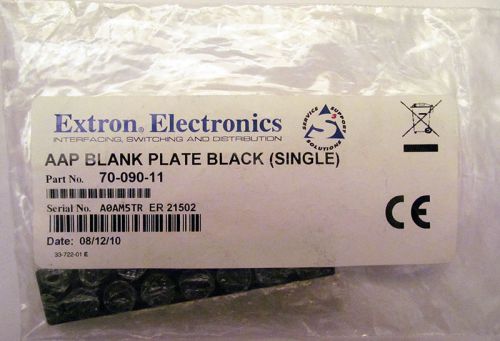 Extron® Electronics
INTERFACING, SWITCHING AND DISTRIBUTION
SERVICE SUPPORT SOLUTIONS
AAP BLANK PLATE BLACK (SINGLE)
Part No. 70-090-11
Serial No. A0AM5TR ER 21502
Date: 08/12/10
33-722-01 E
CE